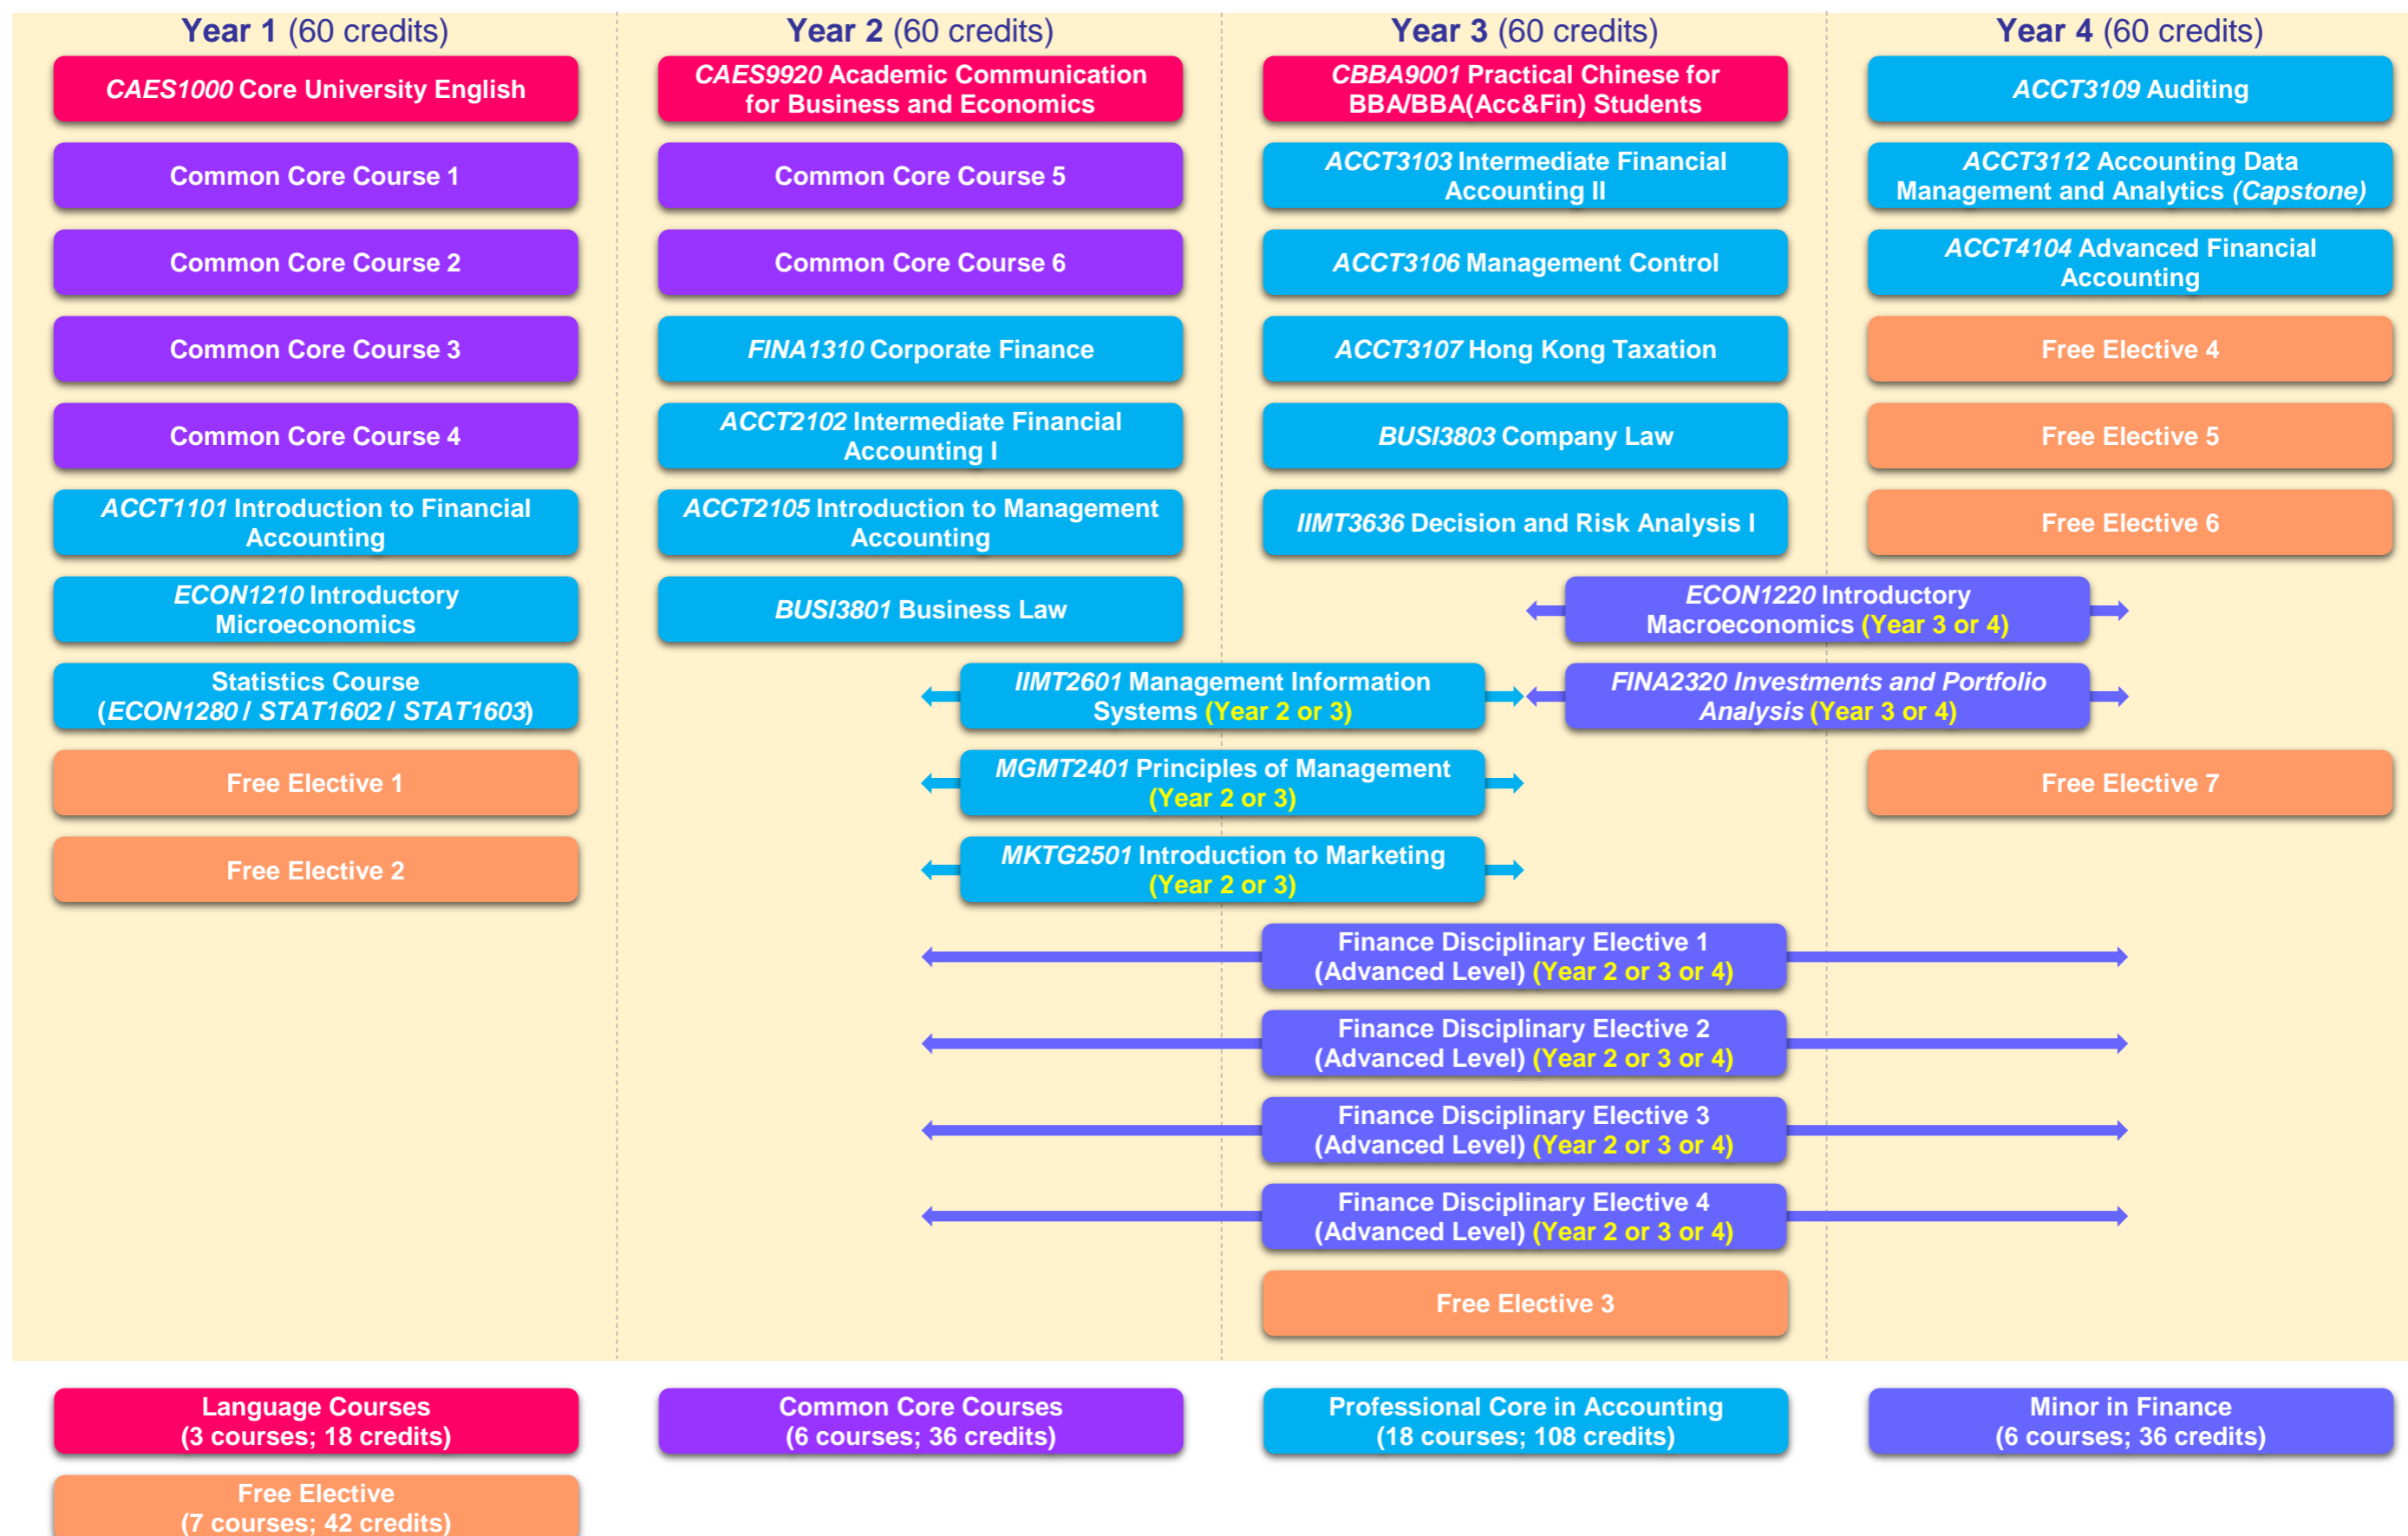 Year 1 (60 credits)
CAES1000 Core University English
Common Core Course 1
Common Core Course 2
Common Core Course 3
Common Core Course 4
ACCT1101 Introduction to Financial
Accounting
ECON1210 Introductory
Microeconomics
Statistics Course
(ECON1280 / STAT1602 / STAT1603)
Free Elective 1
Free Elective 2
Year 2 (60 credits)
CAES9920 Academic Communication
for Business and Economics
Common Core Course 5
Common Core Course 6
FINA1310 Corporate Finance
ACCT2102 Intermediate Financial
Accounting I
ACCT2105 Introduction to Management
Accounting
BUSI3801 Business Law
IIMT2601 Management Information
Systems (Year 2 or 3)
MGMT2401 Principles of Management
(Year 2 or 3)
MKTG2501 Introduction to Marketing
(Year 2 or 3)
Year 3 (60 credits)
CBBA9001 Practical Chinese for
BBA/BBA(Acc&Fin) Students
ACCT3103 Intermediate Financial
Accounting II
ACCT3106 Management Control
ACCT3107 Hong Kong Taxation
BUSI3803 Company Law
IIMT3636 Decision and Risk Analysis I
Finance Disciplinary Elective 1
(Advanced Level) (Year 2 or 3 or 4)
Finance Disciplinary Elective 2
(Advanced Level) (Year 2 or 3 or 4)
Finance Disciplinary Elective 3
(Advanced Level) (Year 2 or 3 or 4)
Finance Disciplinary Elective 4
(Advanced Level) (Year 2 or 3 or 4)
Free Elective 3
Year 4 (60 credits)
ACCT3109 Auditing
ACCT3112 Accounting Data
Management and Analytics (Capstone)
ACCT4104 Advanced Financial
Accounting
Free Elective 4
Free Elective 5
Free Elective 6
ECON1220 Introductory
Macroeconomics (Year 3 or 4)
FINA2320 Investments and Portfolio
Analysis (Year 3 or 4)
Free Elective 7
Language Courses
(3 courses; 18 credits)
Common Core Courses
(6 courses; 36 credits)
Professional Core in Accounting
(18 courses; 108 credits)
Minor in Finance
(6 courses; 36 credits)
Free Elective
(7 courses; 42 credits)